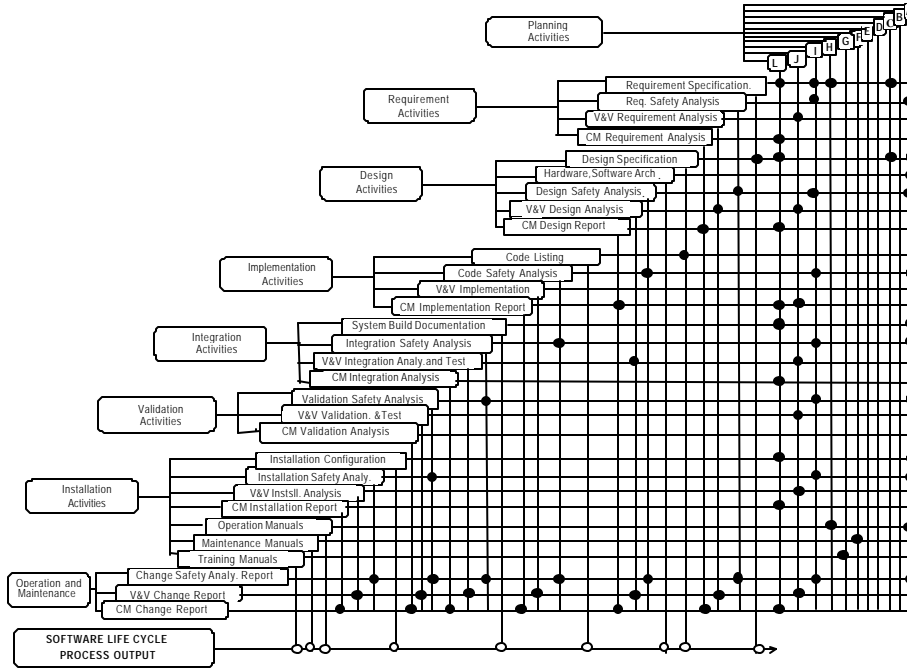 Planning
Activities
L J I H G F E D C B
Requirement
Activities
Requirement Specification.
Req. Safety Analysis
V&V Requirement Analysis
CM Requirement Analysis
Design
Activities
Design Specification
Hardware,Software Arch .
Design Safety Analysis
V&V Design Analysis
CM Design Report
Implementation
Activities
Code Listing
Code Safety Analysis
V&V Implementation
CM Implementation Report
Integration
Activities
System Build Documentation
Integration Safety Analysis
V&V Integration Analy.and Test
CM Integration Analysis
Validation
Activities
Validation Safety Analysis
V&V Validation. &Test
CM Validation Analysis
Installation
Activities
Installation Configuration
Installation Safety Analy.
V&V Instsll. Analysis
CM Installation Report
Operation Manuals
Maintenance Manuals
Training Manuals
Operation and
Maintenance
Change Safety Analy. Report
V&V Change Report
CM Change Report
SOFTWARE LIFE CYCLE
PROCESS OUTPUT